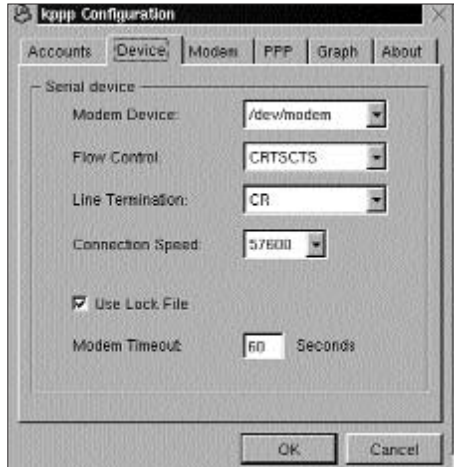 kppp Configuration
Accounts Device Modem PPP Graph About
Serial device
Modem Device: /dev/modem
Flow Control: CRTSCTS
Line Termination: CR
Connection Speed: 57600
Use Lock File
Modem Timeout: 60 Seconds
OK Cancel